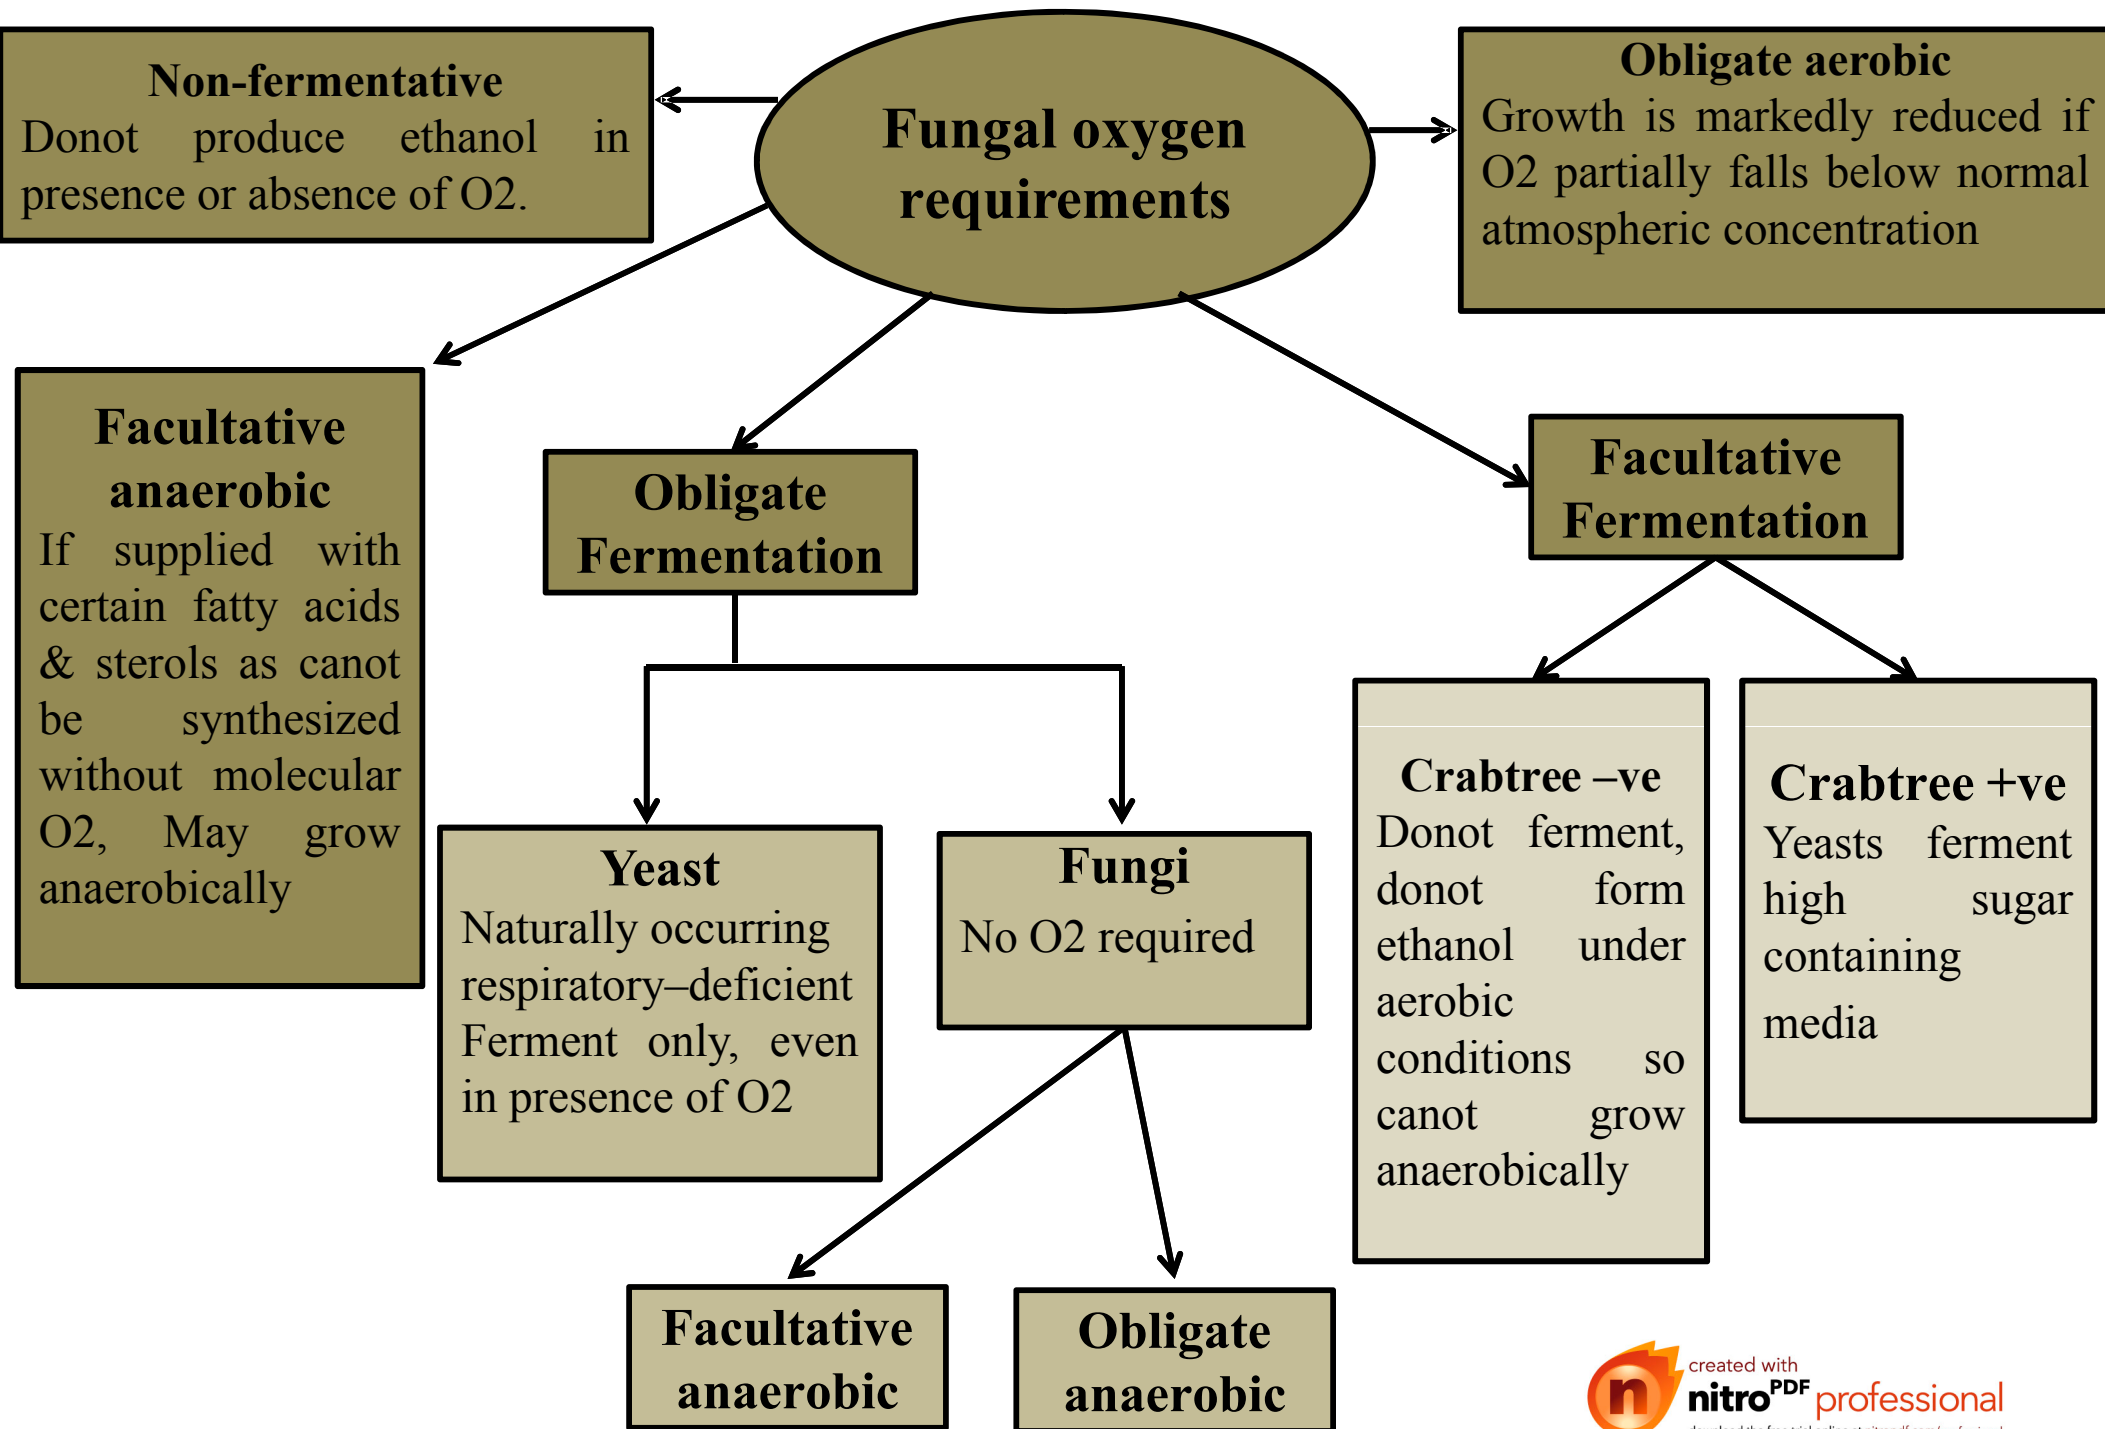 Fungal oxygen
requirements
Non-fermentative
Donot produce ethanol in
presence or absence of O2.
Obligate aerobic
Growth is markedly reduced if
O2 partially falls below normal
atmospheric concentration
Facultative
anaerobic
If supplied with
certain fatty acids
& sterols as canot
be synthesized
without molecular
O2, May grow
anaerobically
Obligate
Fermentation
Facultative
Fermentation
Yeast
Naturally occurring
respiratory–deficient
Ferment only, even
in presence of O2
Fungi
No O2 required
Crabtree –ve
Donot ferment,
donot form
ethanol under
aerobic
conditions so
canot grow
anaerobically
Crabtree +ve
Yeasts ferment
high sugar
containing
media
Facultative
anaerobic
Obligate
anaerobic
created with
nitroPDF professional